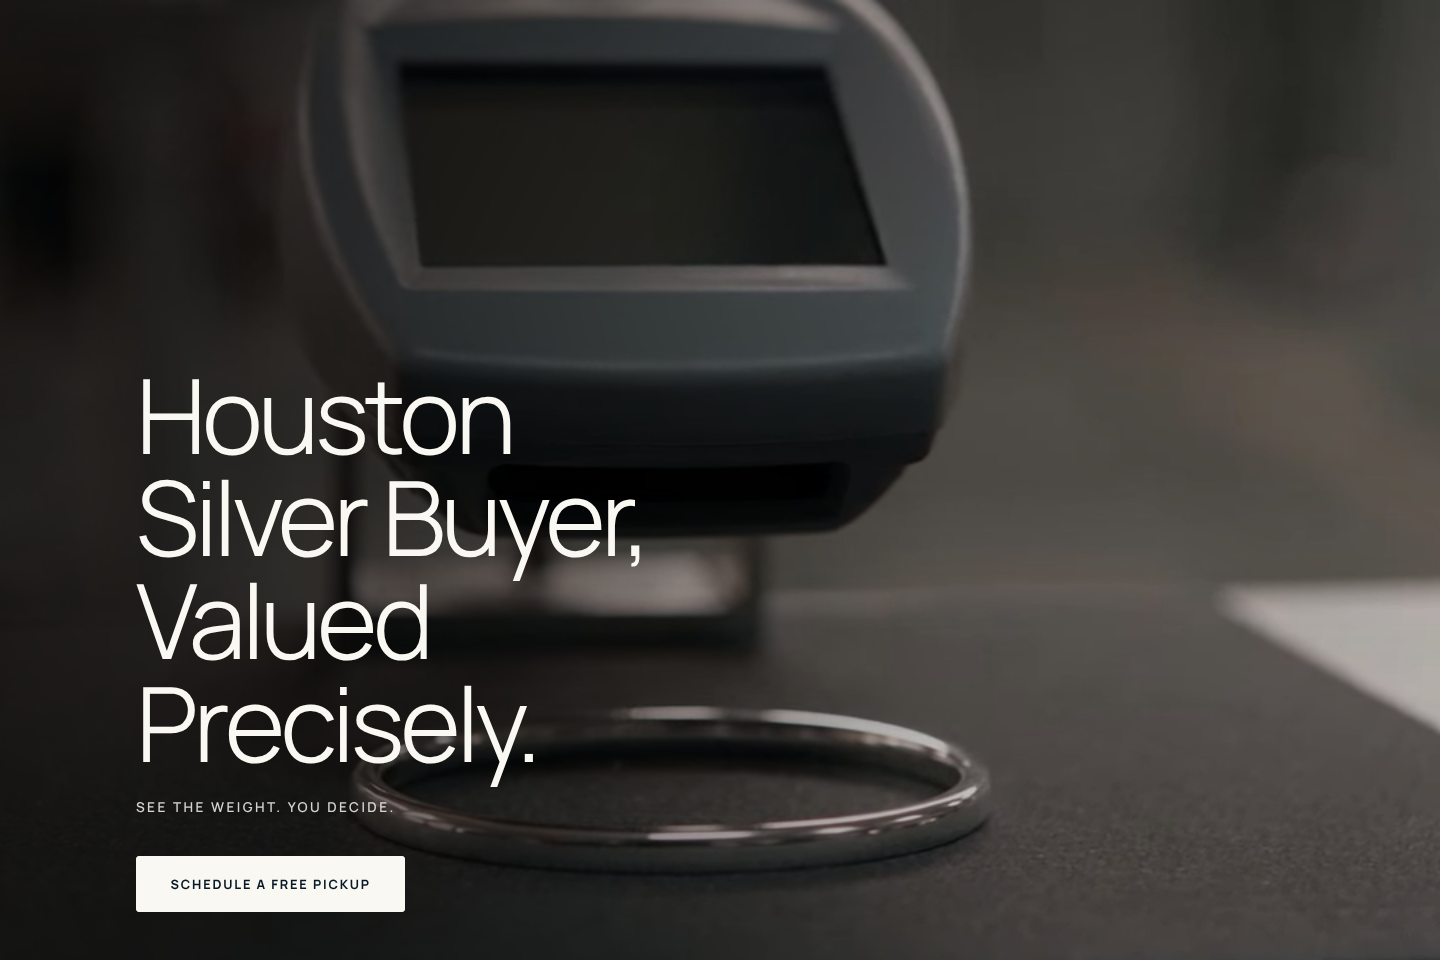 Houston
Silver Buyer,
Valued
Precisely.
SEE THE WEIGHT. YOU DECIDE.
SCHEDULE A FREE PICKUP